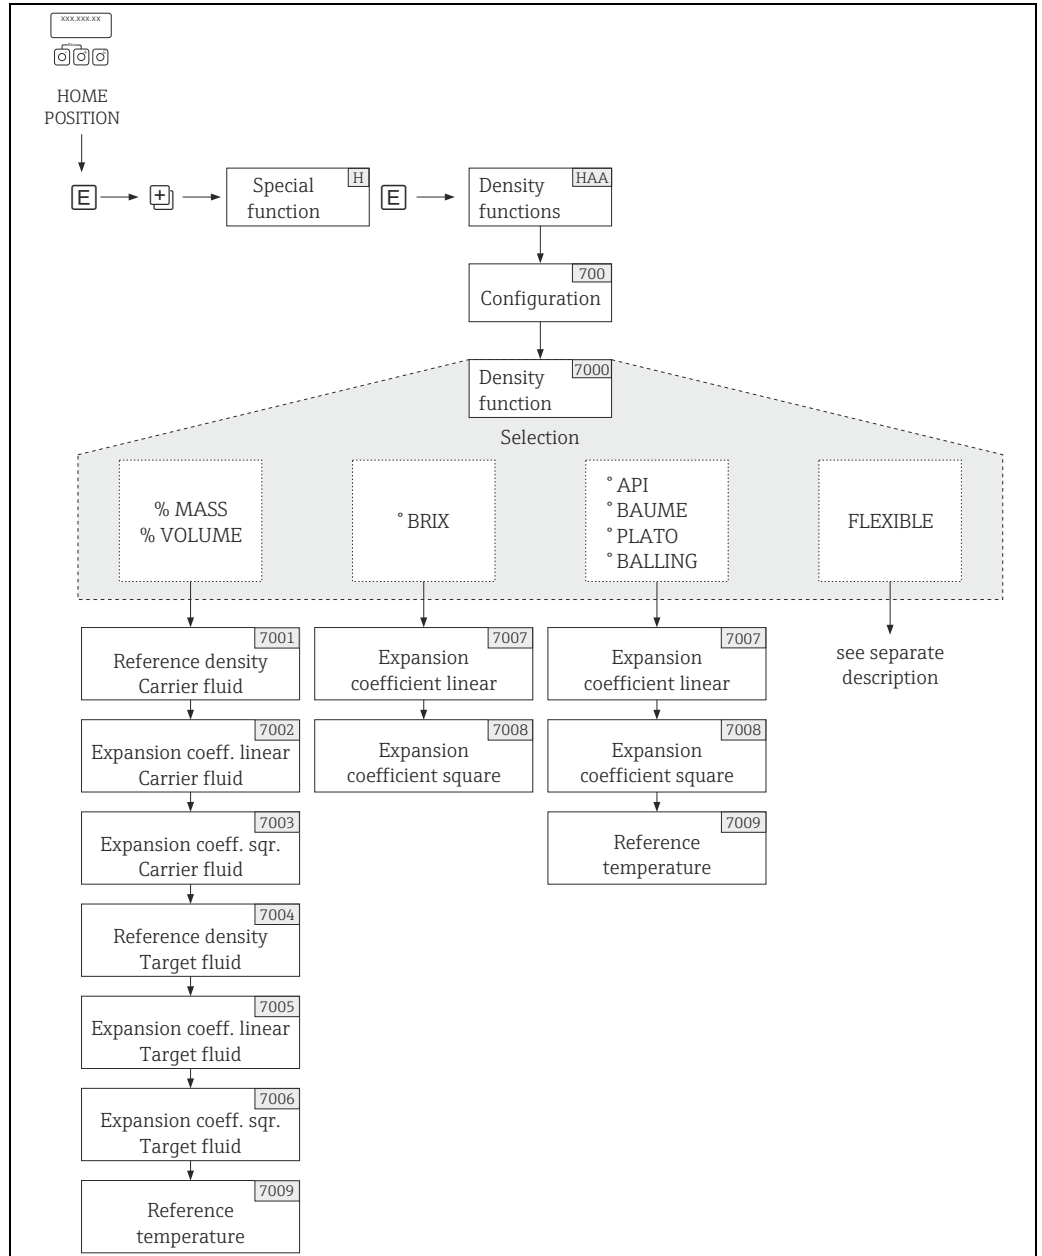 xxx.xxx.xx
HOME
POSITION
E
+
H
Special
function
E
HAA
Density
functions
700
Configuration
7000
Density
function
Selection
% MASS
% VOLUME
°BRIX
°API
°BAUME
°PLATO
°BALLING
FLEXIBLE
7001
Reference density
Carrier fluid
7002
Expansion coeff. linear
Carrier fluid
7003
Expansion coeff. sqr.
Carrier fluid
7004
Reference density
Target fluid
7005
Expansion coeff. linear
Target fluid
7006
Expansion coeff. sqr.
Target fluid
7009
Reference
temperature
7007
Expansion
coefficient linear
7008
Expansion
coefficient square
7007
Expansion
coefficient linear
7008
Expansion
coefficient square
7009
Reference
temperature
see separate
description